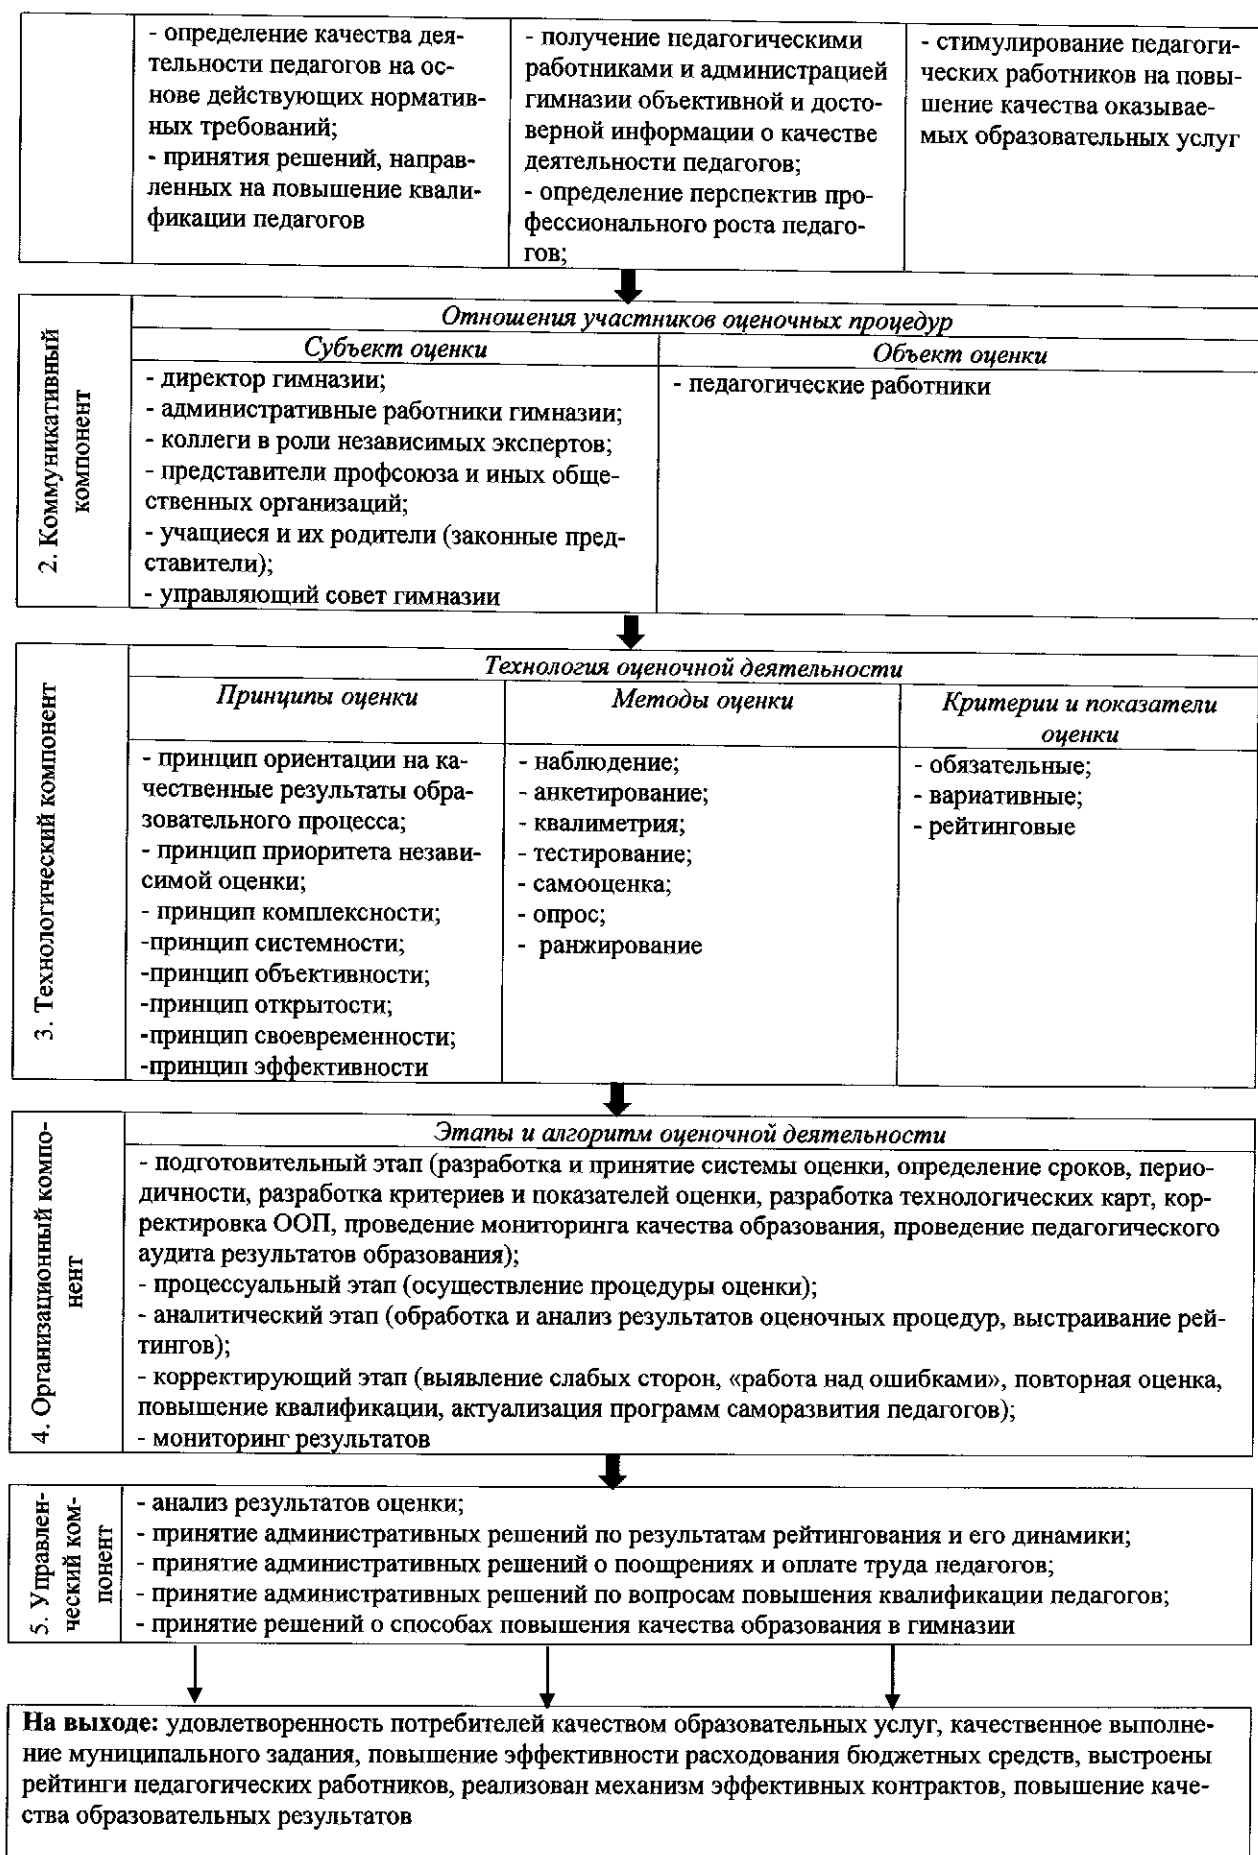 - определение качества дея-
тельности педагогов на ос-
нове действующих норматив-
ных требований;
- принятия решений, направ-
ленных на повышение квали-
фикации педагогов
- получение педагогическими
работниками и администрацией
гимназии объективной и досто-
верной информации о качестве
деятельности педагогов;
- определение перспектив про-
фессионального роста педаго-
гов;
- стимулирование педагоги-
ческих работников на повы-
шение качества оказывае-
мых образовательных услуг
2. Коммуникативный
компонент
Отношения участников оценочных процедур
Субъект оценки
Объект оценки
- директор гимназии;
- административные работники гимназии;
- коллеги в роли независимых экспертов;
- представители профсоюза и иных обще-
ственных организаций;
- учащиеся и их родители (законные пред-
ставители);
- управляющий совет гимназии
- педагогические работники
3. Технологический компонент
Технология оценочной деятельности
Принципы оценки
Методы оценки
Критерии и показатели
оценки
- принцип ориентации на ка-
чественные результаты обра-
зовательного процесса;
- принцип приоритета незави-
симой оценки;
- принцип комплексности;
-принцип системности;
-принцип объективности;
-принцип открытости;
-принцип своевременности;
-принцип эффективности
- наблюдение;
- анкетирование;
- квалиметрия;
- тестирование;
- самооценка;
- опрос;
- ранжирование
- обязательные;
- вариативные;
- рейтинговые
4. Организационный компо-
нент
Этапы и алгоритм оценочной деятельности
- подготовительный этап (разработка и принятие системы оценки, определение сроков, перио-
дичности, разработка критериев и показателей оценки, разработка технологических карт, кор-
ректировка ООП, проведение мониторинга качества образования, проведение педагогического
аудита результатов образования);
- процессуальный этап (осуществление процедуры оценки);
- аналитический этап (обработка и анализ результатов оценочных процедур, выстраивание рей-
тингов);
- корректирующий этап (выявление слабых сторон, «работа над ошибками», повторная оценка,
повышение квалификации, актуализация программ саморазвития педагогов);
- мониторинг результатов
5. Управлен-
ческий ком-
понент
- анализ результатов оценки;
- принятие административных решений по результатам рейтингования и его динамики;
- принятие административных решений о поощрениях и оплате труда педагогов;
- принятие административных решений по вопросам повышения квалификации педагогов;
- принятие решений о способах повышения качества образования в гимназии
На выходе: удовлетворенность потребителей качеством образовательных услуг, качественное выполне-
ние муниципального задания, повышение эффективности расходования бюджетных средств, выстроены
рейтинги педагогических работников, реализован механизм эффективных контрактов, повышение каче-
ства образовательных результатов